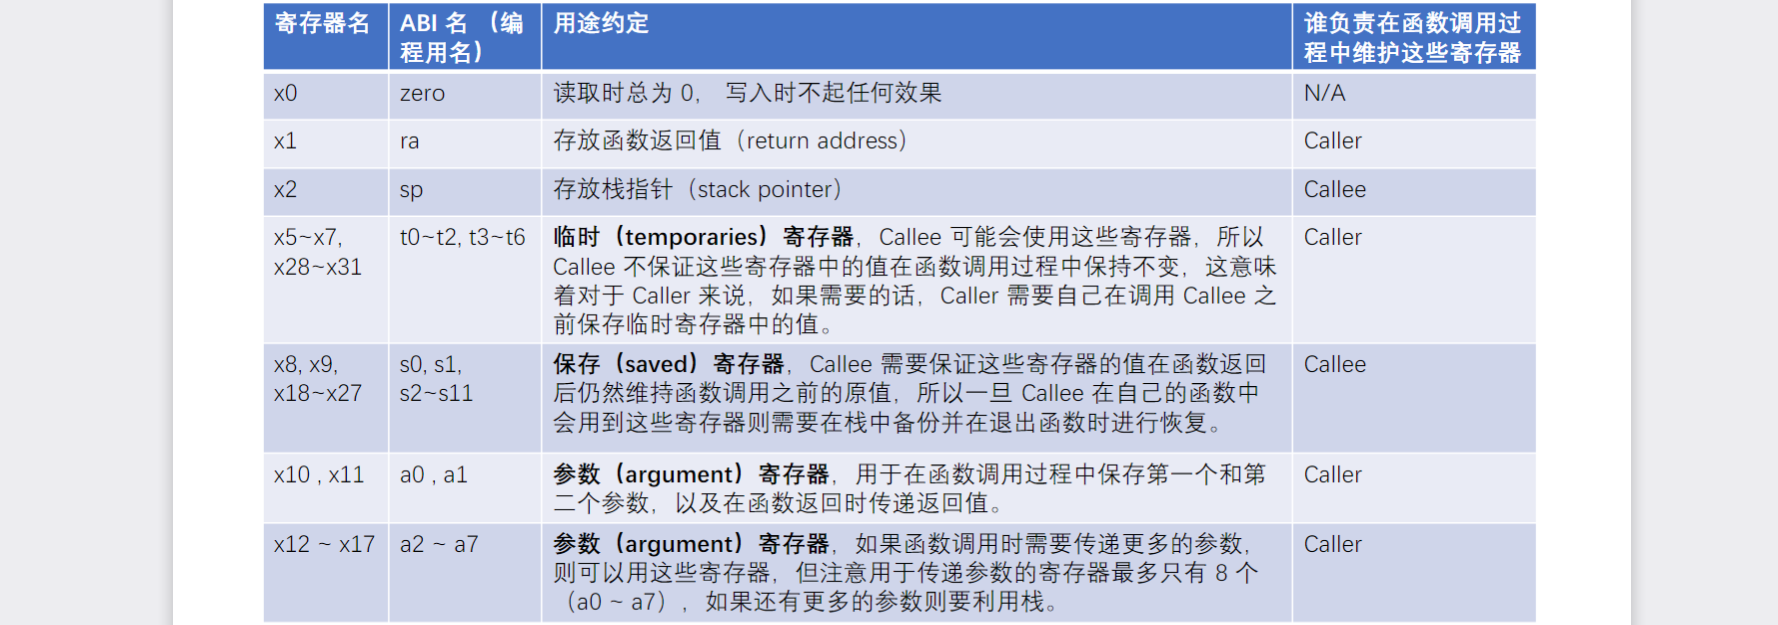 寄存器名
ABI 名 （编
程用名）
用途约定
谁负责在函数调用过
程中维护这些寄存器
x0
zero
读取时总为 0， 写入时不起任何效果
N/A
x1
ra
存放函数返回值（return address）
Caller
x2
sp
存放栈指针（stack pointer）
Callee
x5~x7,
x28~x31
t0~t2, t3~t6
临时（temporaries）寄存器，Callee 可能会使用这些寄存器，所以
Callee 不保证这些寄存器中的值在函数调用过程中保持不变，这意味
着对于 Caller 来说，如果需要的话，Caller 需要自己在调用 Callee 之
前保存临时寄存器中的值。
Caller
x8, x9,
x18~x27
s0, s1,
s2~s11
保存（saved）寄存器，Callee 需要保证这些寄存器的值在函数返回
后仍然维持函数调用之前的原值，所以一旦 Callee 在自己的函数中
会用到这些寄存器则需要在栈中备份并在退出函数时进行恢复。
Callee
x10 , x11
a0 , a1
参数（argument）寄存器，用于在函数调用过程中保存第一个和第
二个参数，以及在函数返回时传递返回值。
Caller
x12 ~ x17
a2 ~ a7
参数（argument）寄存器，如果函数调用时需要传递更多的参数，
则可以用这些寄存器，但注意用于传递参数的寄存器最多只有 8 个
（a0 ~ a7），如果还有更多的参数则要利用栈。
Caller